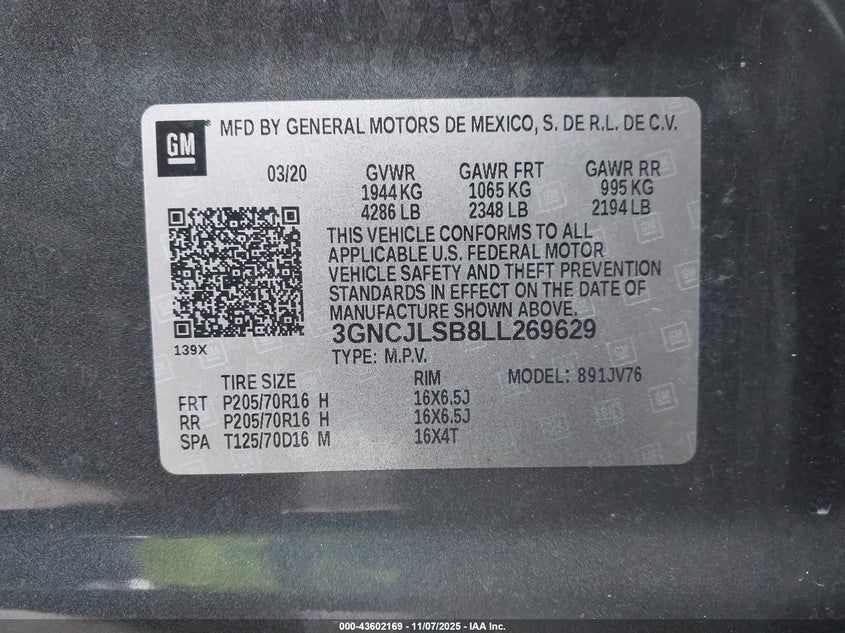 GM
MFD BY GENERAL MOTORS DE MEXICO, S. DE R.L. DE C.V.
03/20 GVWR GAWR FRT GAWR RR
1944 KG 1065 KG 995 KG
4286 LB 2348 LB 2194 LB
THIS VEHICLE CONFORMS TO ALL
APPLICABLE U.S. FEDERAL MOTOR
VEHICLE SAFETY AND THEFT PREVENTION
STANDARDS IN EFFECT ON THE DATE OF
MANUFACTURE SHOWN ABOVE.
3GNCJLSB8LL269629
139X
TYPE: M.P.V.
TIRE SIZE RIM MODEL: 891JV76
FRT P205/70R16 H 16X6.5J
RR P205/70R16 H 16X6.5J
SPA T125/70D16 M 16X4T
000-43602169 - 11/07/2025 - IAA Inc.